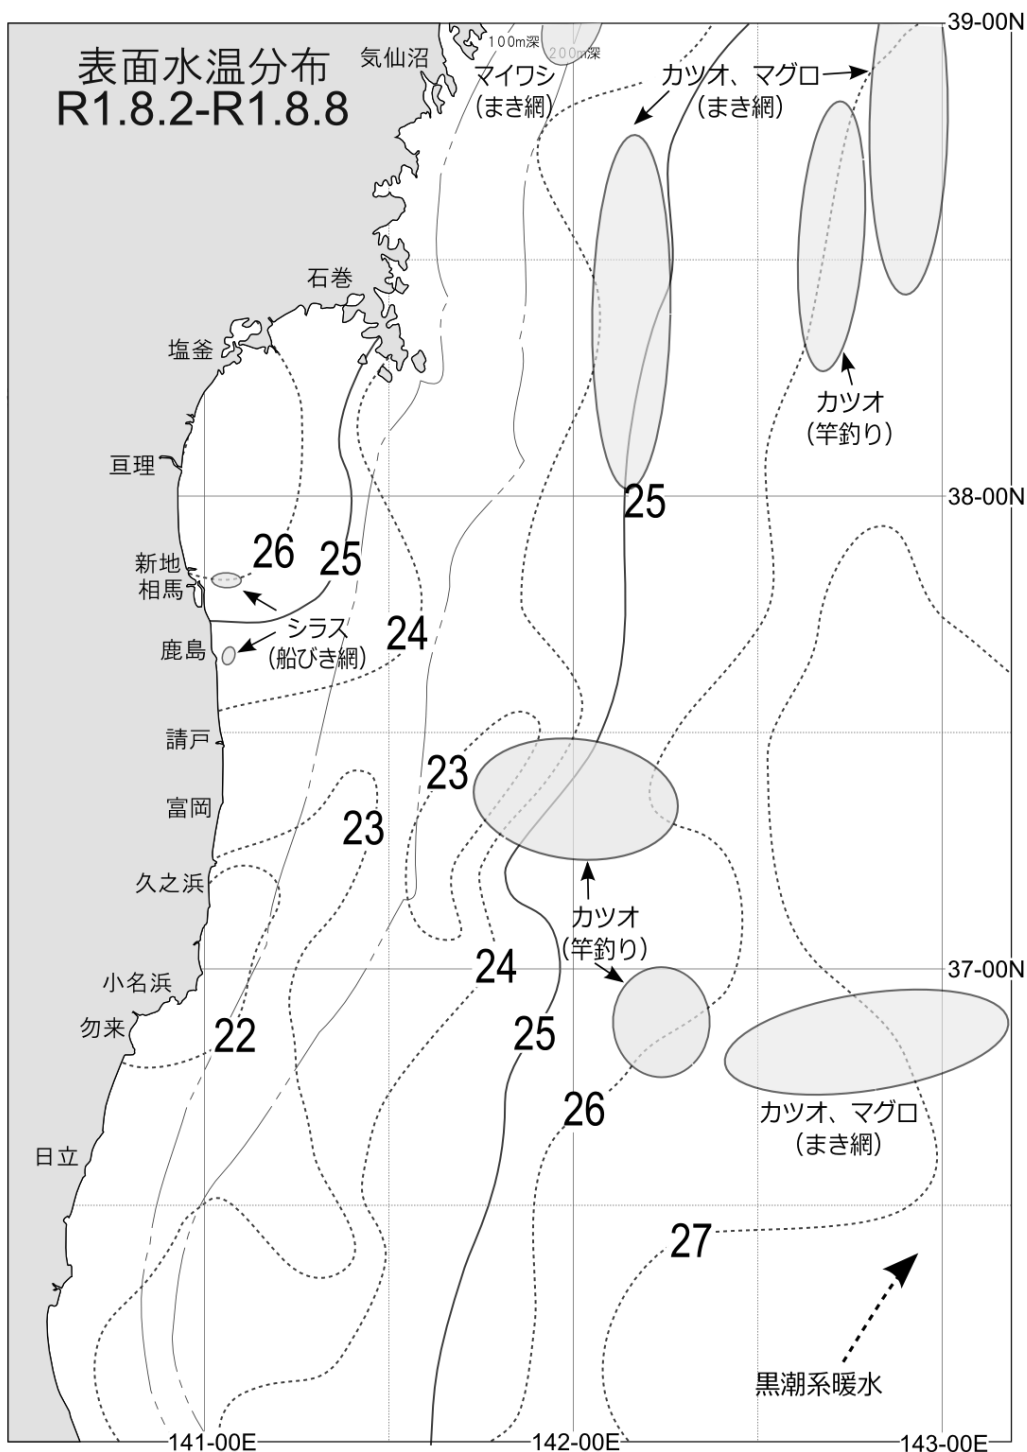 39-00N
表面水温分布
R1.8.2-R1.8.8
気仙沼
100m深
200m深
マイワシ
(まき網)
カツオ、マグロ
(まき網)
石巻
塩釜
カツオ
(竿釣り)
亘理
25
38-00N
新地
相馬
26
25
シラス
(船びき網)
24
鹿島
請戸
23
富岡
23
久之浜
カツオ
(竿釣り)
24
37-00N
小名浜
勿来
22
25
26
カツオ、マグロ
(まき網)
日立
27
黒潮系暖水
141-00E
142-00E
143-00E